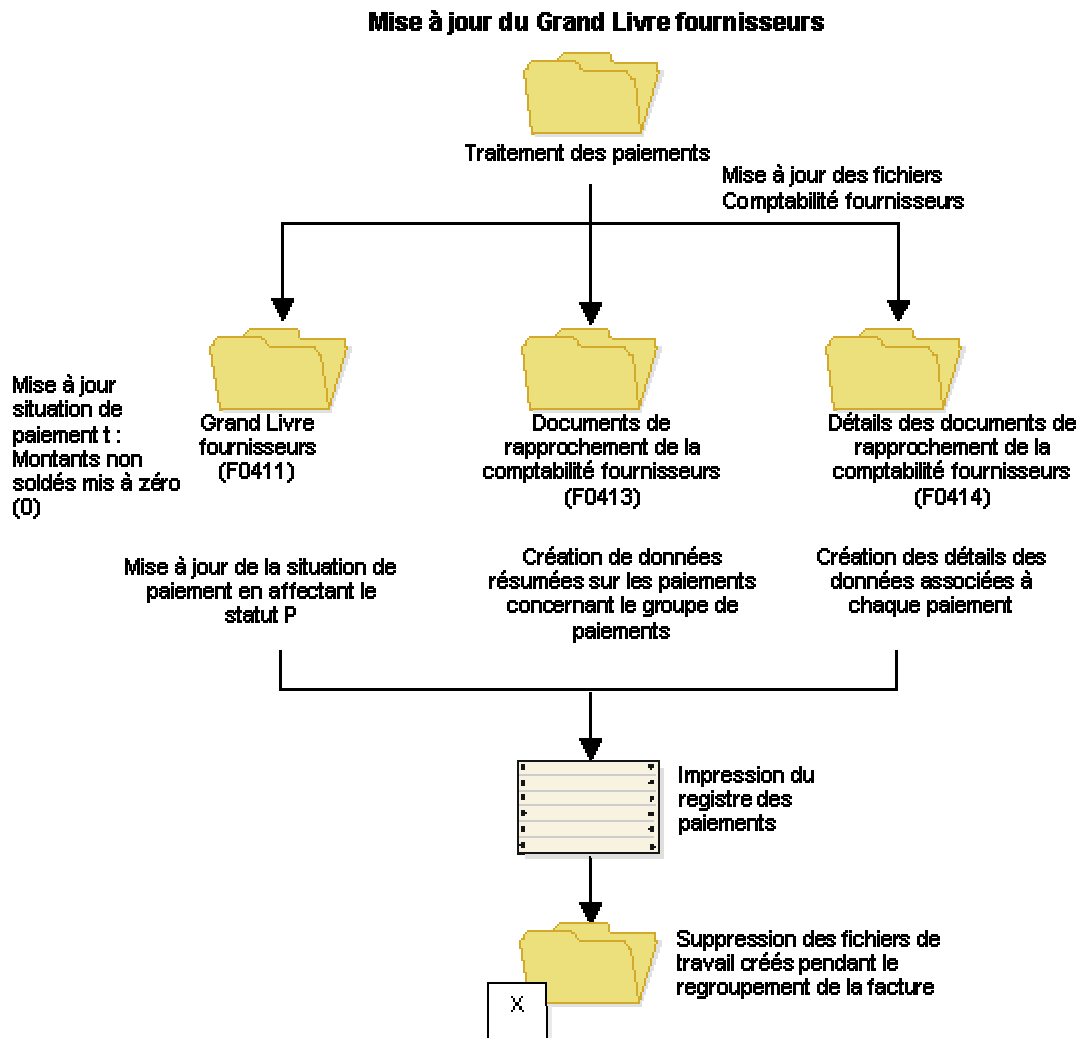 Mise à jour du Grand Livre fournisseurs
Traitement des paiements
Mise à jour des fichiers
Comptabilité fournisseurs
Mise à jour
situation de
paiement t :
Montants non
soldés mis à zéro
(0)
Grand Livre
fournisseurs
(F0411)
Documents de
rapprochement de la
comptabilité fournisseurs
(F0413)
Détails des documents de
rapprochement de la
comptabilité fournisseurs
(F0414)
Mise à jour de la situation de
paiement en affectant le
statut P
Création de données
résumées sur les paiements
concernant le groupe de
paiements
Création des détails des
données associées à
chaque paiement
Impression du
registre des
paiements
Suppression des fichiers de
travail créés pendant le
regroupement de la facture
X